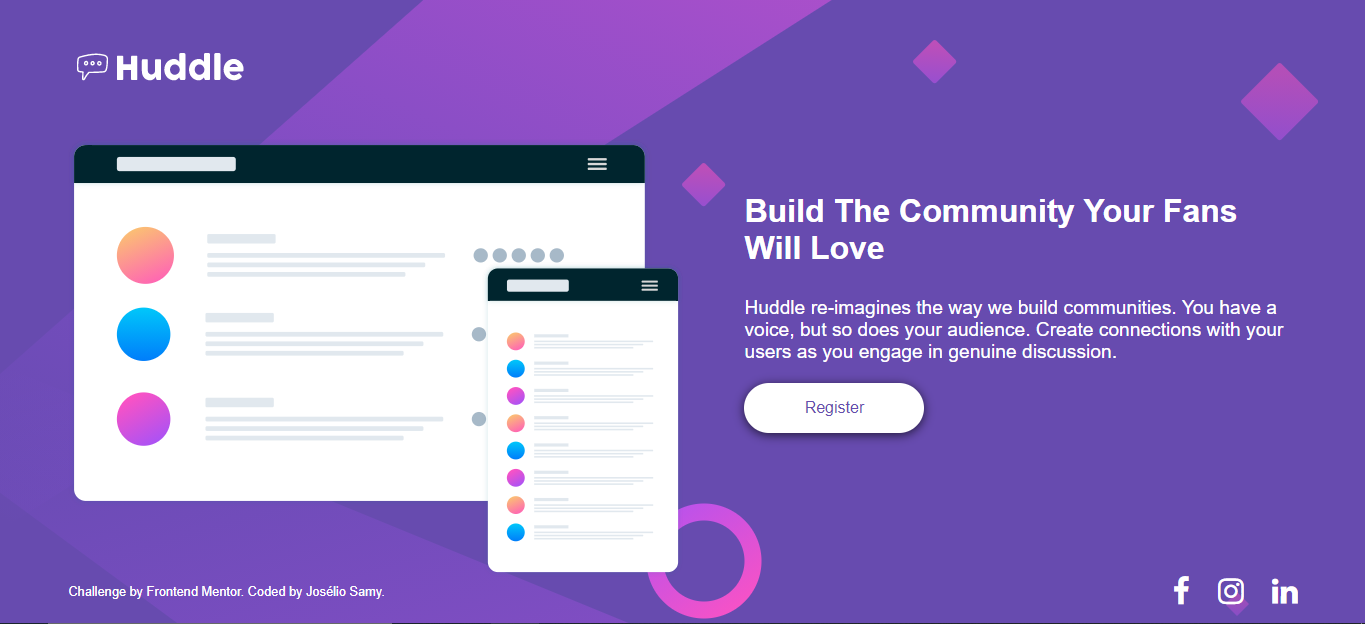 Huddle
Build The Community Your Fans
Will Love
Huddle re-imagines the way we build communities. You have a
voice, but so does your audience. Create connections with your
users as you engage in genuine discussion.
Register
Challenge by Frontend Mentor. Coded by Josélio Samy.